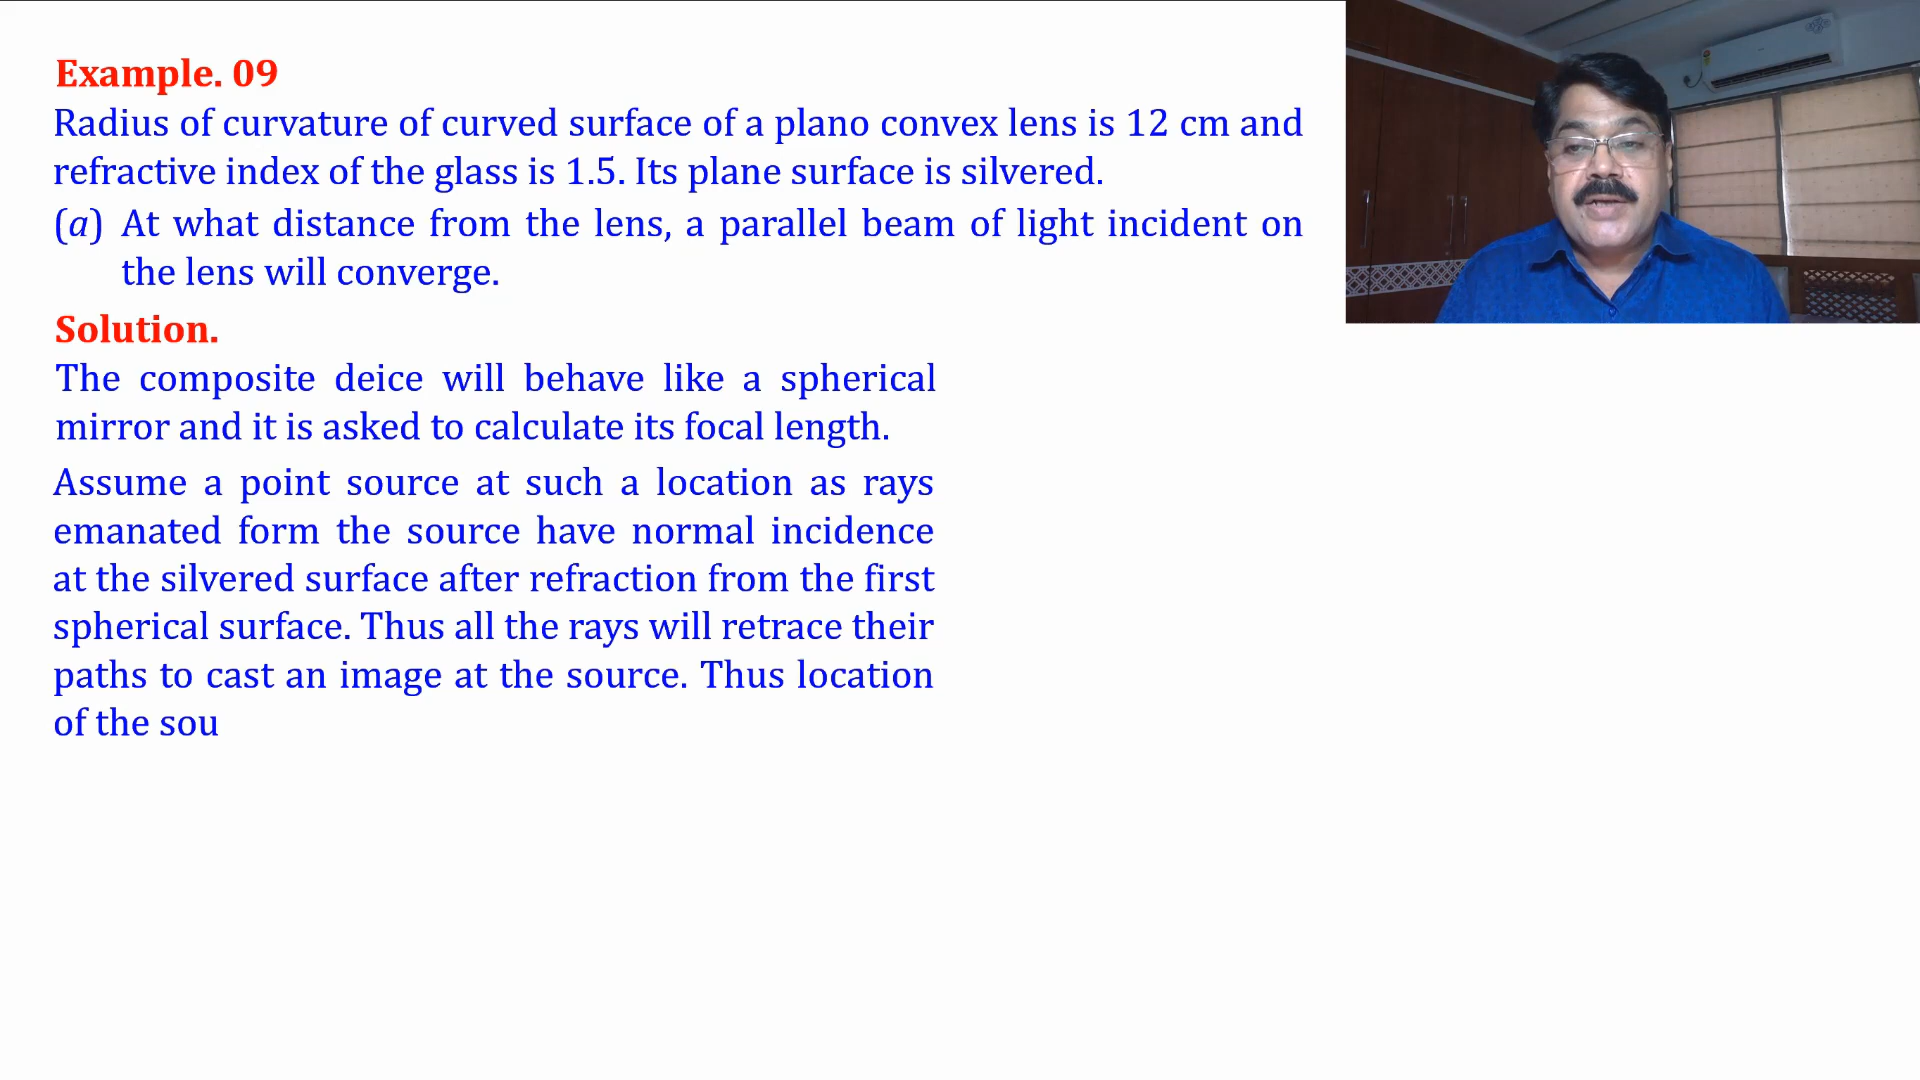 Example. 09
Radius of curvature of curved surface of a plano convex lens is 12 cm and
refractive index of the glass is 1.5. Its plane surface is silvered.
(a) At what distance from the lens, a parallel beam of light incident on
the lens will converge.
Solution.
The composite deice will behave like a spherical
mirror and it is asked to calculate its focal length.
Assume a point source at such a location as rays
emanated form the source have normal incidence
at the silvered surface after refraction from the first
spherical surface. Thus all the rays will retrace their
paths to cast an image at the source. Thus location
of the sou